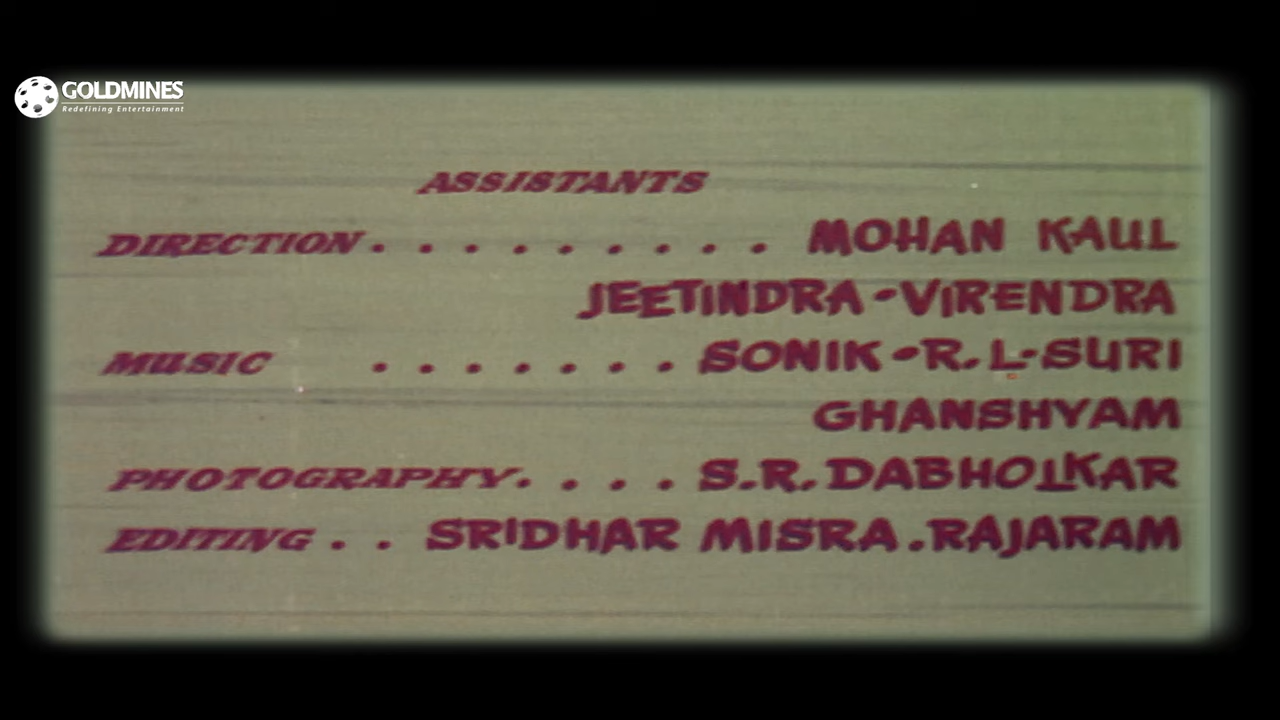 GOLDMINES
Redefining Entertainment
ASSISTANTS
DIRECTION . . . . . . . . . MOHAN KAUL
JEETINDRA - VIRENDRA
MUSIC . . . . . . . SONIK - R. L - SURI
GHANSHYAM
PHOTOGRAPHY . . . . S.R. DABHOLKAR
EDITING . . SRIDHAR MISRA . RAJARAM